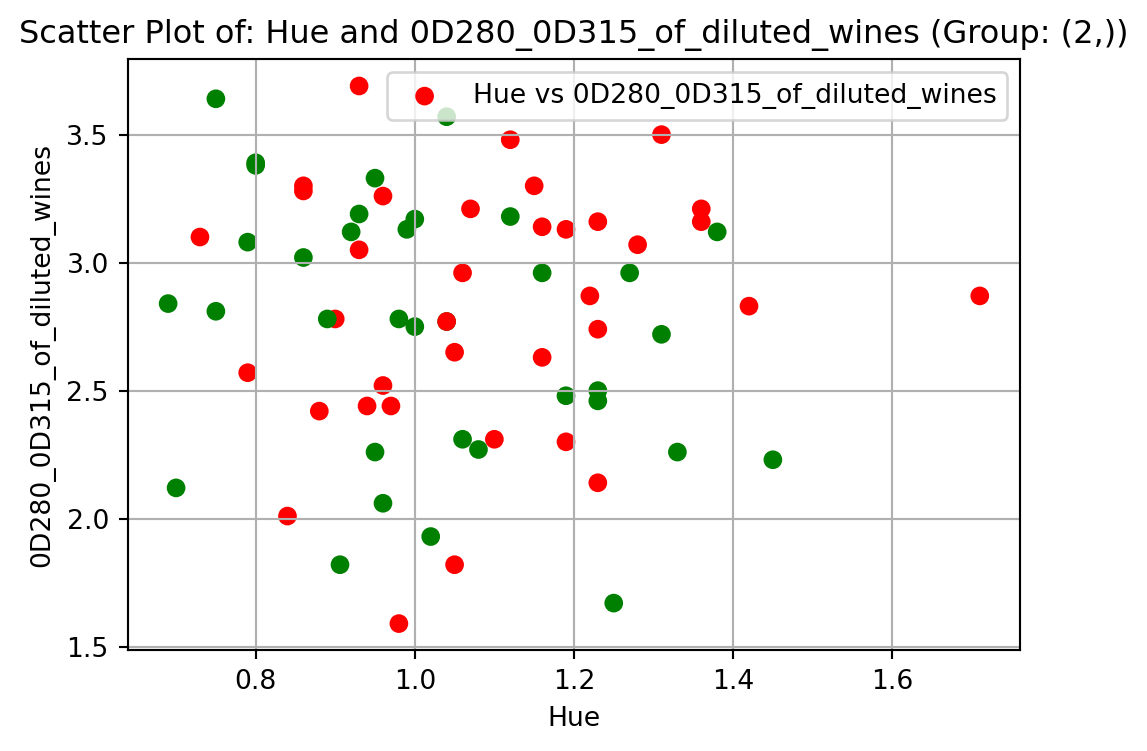 Scatter Plot of: Hue and 0D280_0D315_of_diluted_wines (Group: (2,))
Hue vs 0D280_0D315_of_diluted_wines
0D280_0D315_of_diluted_wines
3.5
3.0
2.5
2.0
1.5
0.8 1.0 1.2 1.4 1.6
Hue